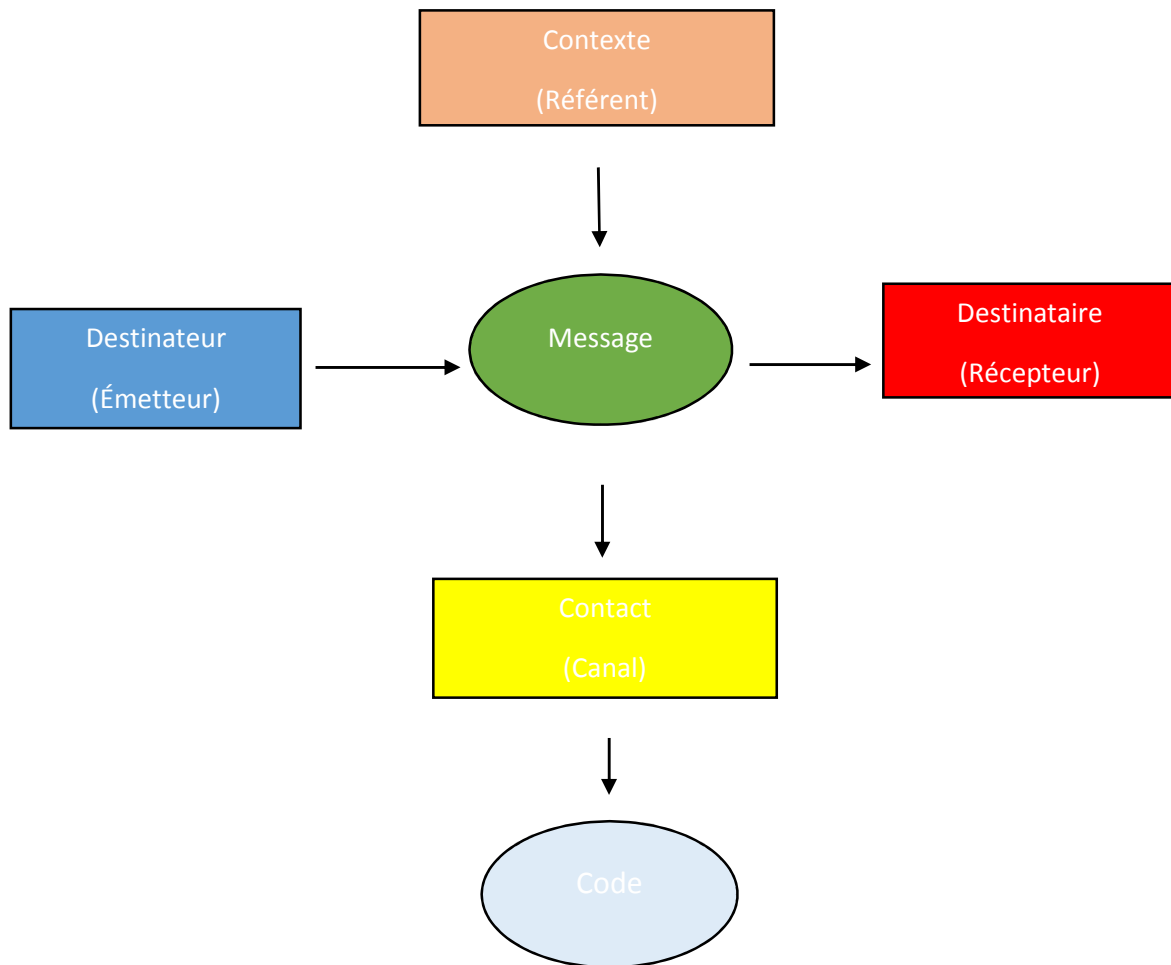 Contexte
(Référent)
Destinateur
(Émetteur)
Message
Destinataire
(Récepteur)
Contact
(Canal)
Code